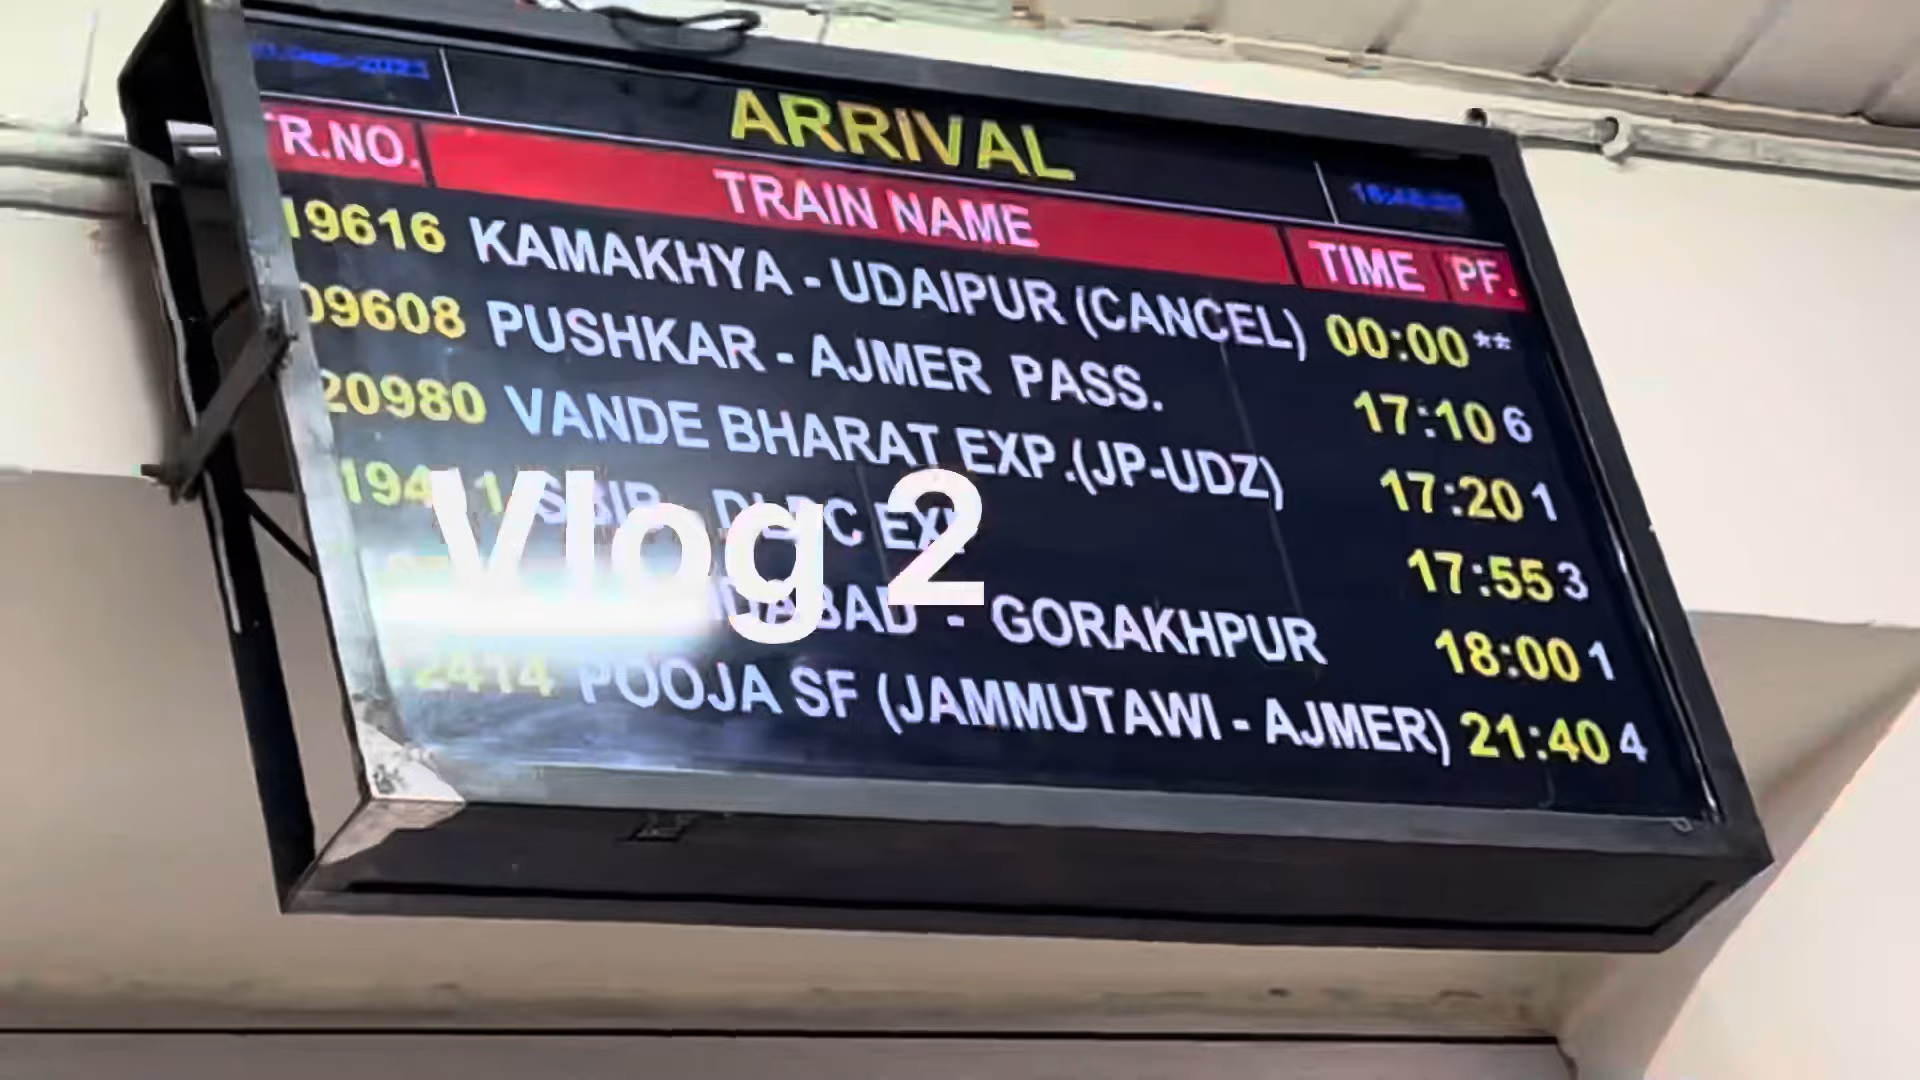 ARRIVAL
TR.NO. TRAIN NAME TIME PF.
19616 KAMAKHYA - UDAIPUR (CANCEL) 00:00 **
09608 PUSHKAR - AJMER PASS. 17:10 6
20980 VANDE BHARAT EXP.(JP-UDZ) 17:20 1
EXP 17:55 3
- GORAKHPUR 18:00 1
12414 POOJA SF (JAMMUTAWI - AJMER) 21:40 4
Vlog 2